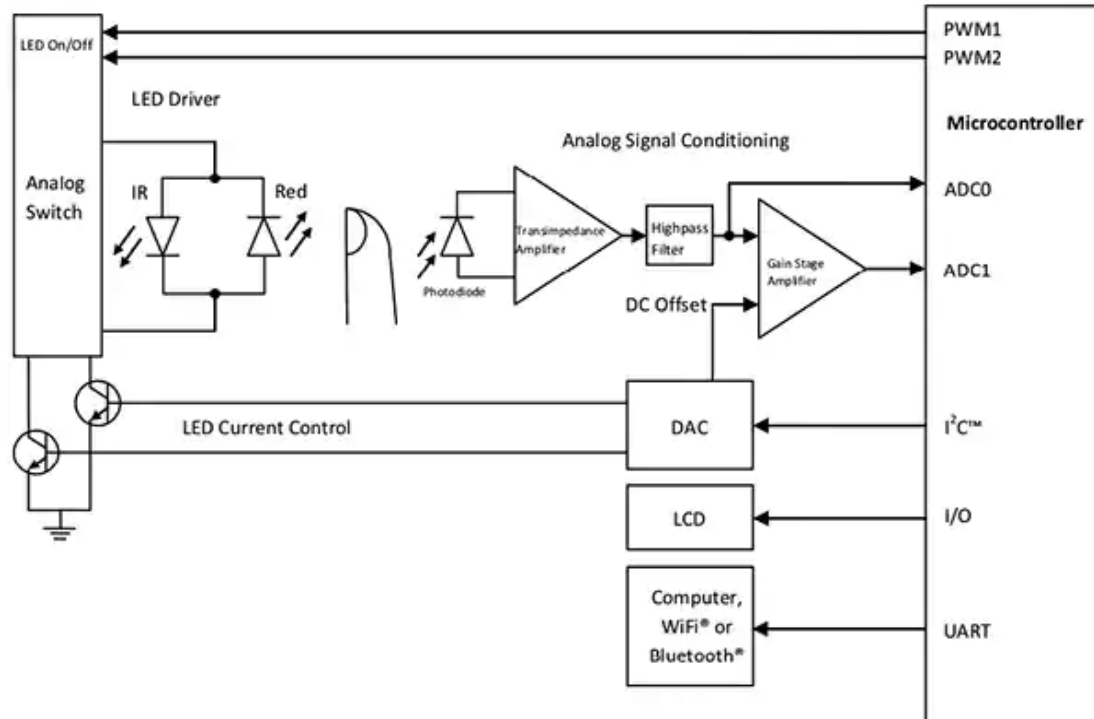 LED On/Off
PWM1
PWM2
LED Driver
Microcontroller
Analog Signal Conditioning
Analog
Switch
IR
Red
ADC0
Transimpedance
Amplifier
Highpass
Filter
Gain Stage
Amplifier
ADC1
Photodiode
DC Offset
LED Current Control
DAC
I²C™
LCD
I/O
Computer,
WiFi® or
Bluetooth®
UART